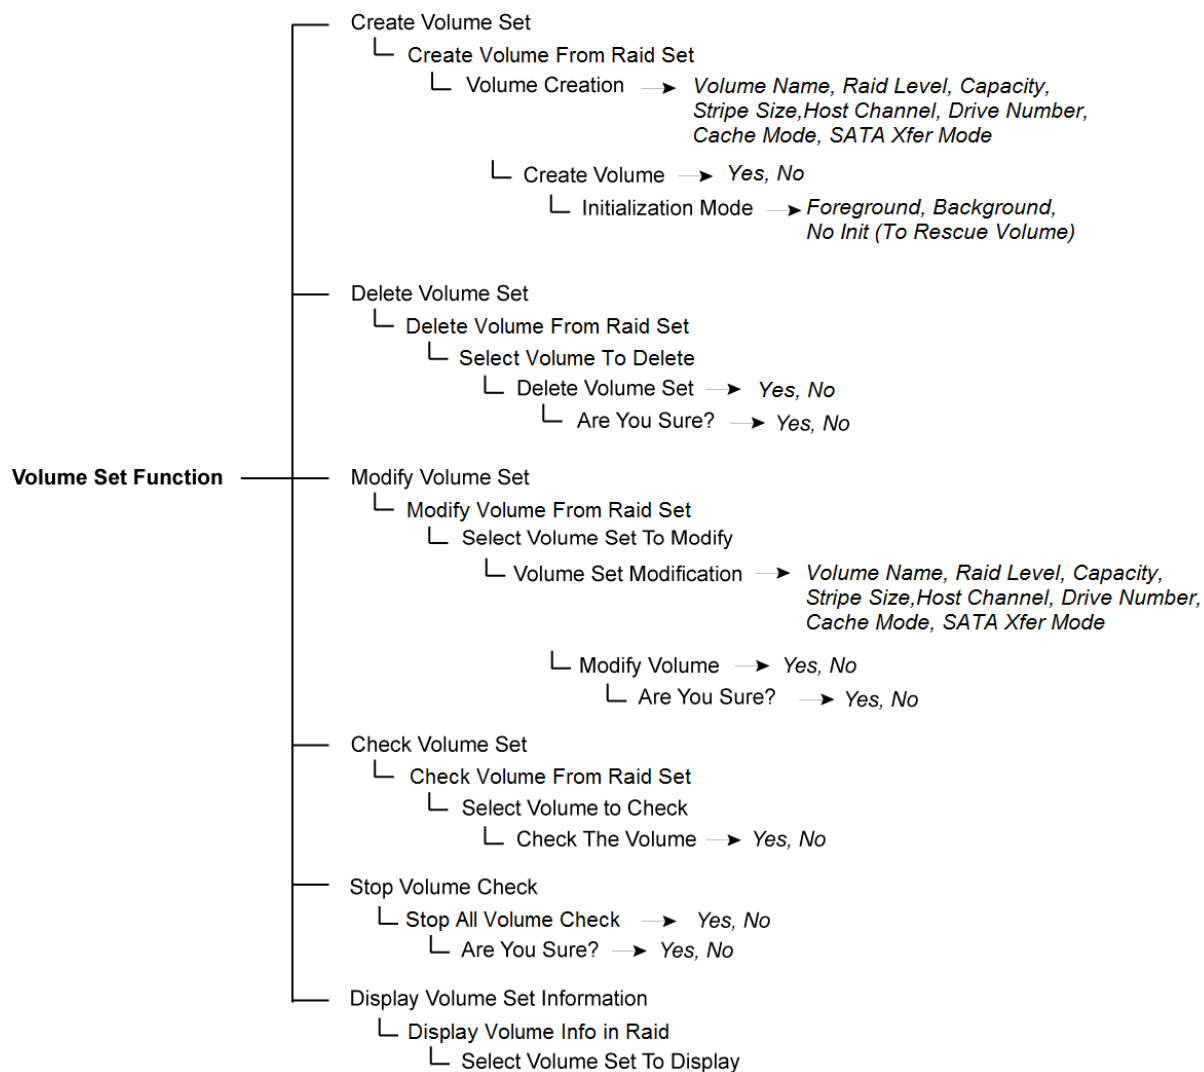 Create Volume Set
Create Volume From Raid Set
Volume Creation
Volume Name, Raid Level, Capacity,
Stripe Size,Host Channel, Drive Number,
Cache Mode, SATA Xfer Mode
Create Volume
Yes, No
Initialization Mode
Foreground, Background,
No Init (To Rescue Volume)
Delete Volume Set
Delete Volume From Raid Set
Select Volume To Delete
Delete Volume Set
Yes, No
Are You Sure?
Yes, No
Volume Set Function
Modify Volume Set
Modify Volume From Raid Set
Select Volume Set To Modify
Volume Set Modification
Volume Name, Raid Level, Capacity,
Stripe Size,Host Channel, Drive Number,
Cache Mode, SATA Xfer Mode
Modify Volume
Yes, No
Are You Sure?
Yes, No
Check Volume Set
Check Volume From Raid Set
Select Volume to Check
Check The Volume
Yes, No
Stop Volume Check
Stop All Volume Check
Yes, No
Are You Sure?
Yes, No
Display Volume Set Information
Display Volume Info in Raid
Select Volume Set To Display